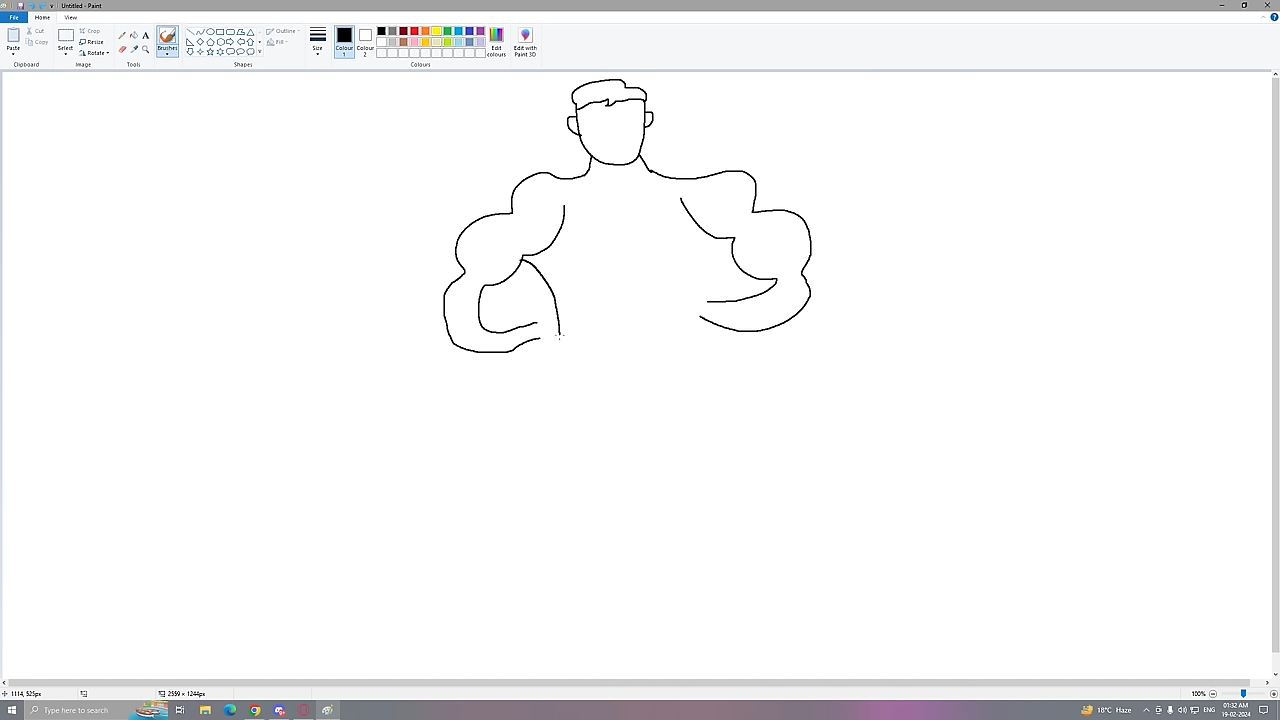 Untitled - Paint
File Home View
Paste Cut Copy Clipboard
Select Crop Resize Rotate Image
Tools
Brushes
Shapes Outline Fill
Size
Colour 1 Colour 2 Edit colours Edit with Paint 3D Colours
1114, 525px 2559 × 1244px 100%
Type here to search 18°C Haze ENG 01:32 AM 19-02-2024